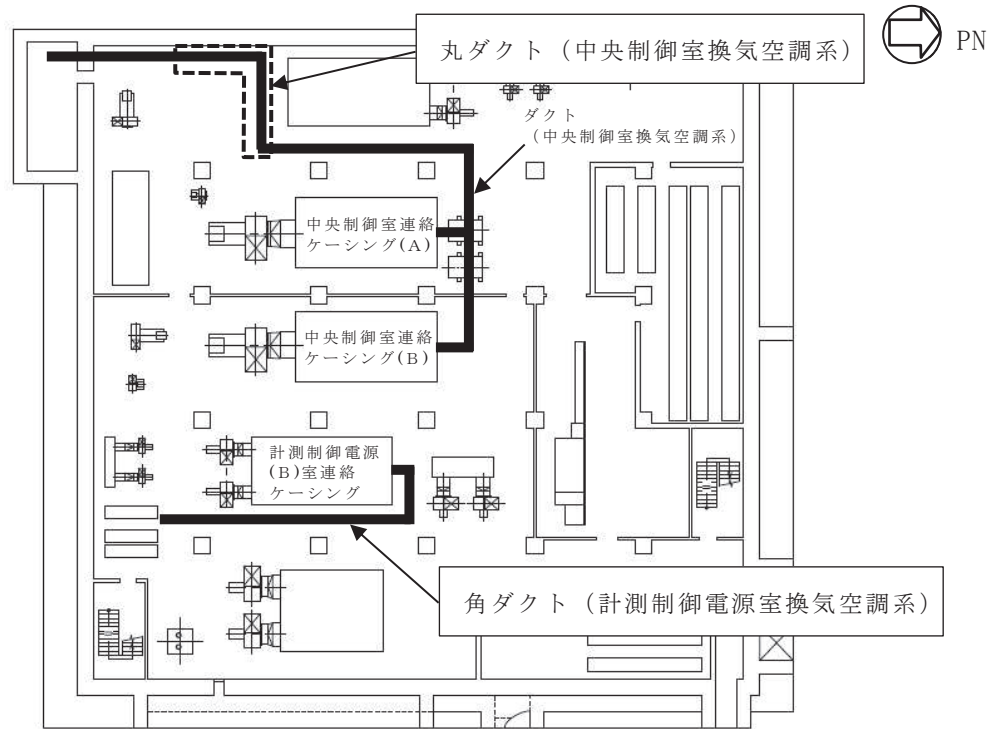 丸ダクト（中央制御室換気空調系）
PN
ダクト
（中央制御室換気空調系）
中央制御室連絡
ケーシング(A)
中央制御室連絡
ケーシング(B)
計測制御電源
(B)室連絡
ケーシング
角ダクト（計測制御電源室換気空調系）